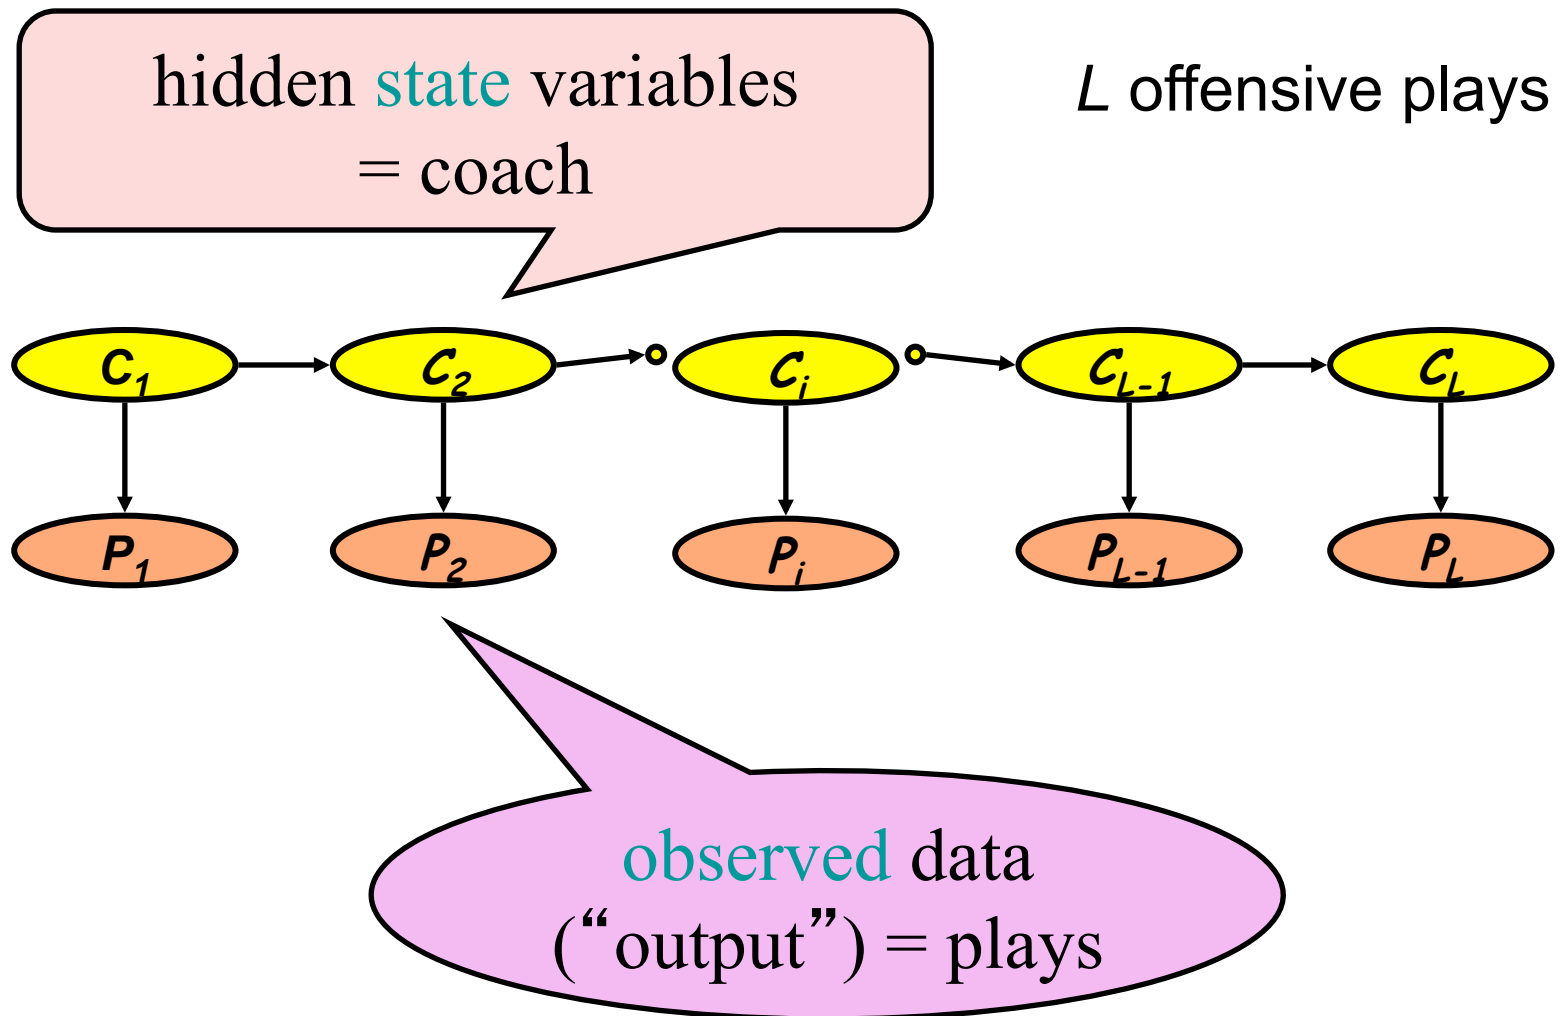 hidden state variables
= coach
L offensive plays
C1 C2 Ci CL-1 CL
P1 P2 Pi PL-1 PL
observed data
(“output”) = plays